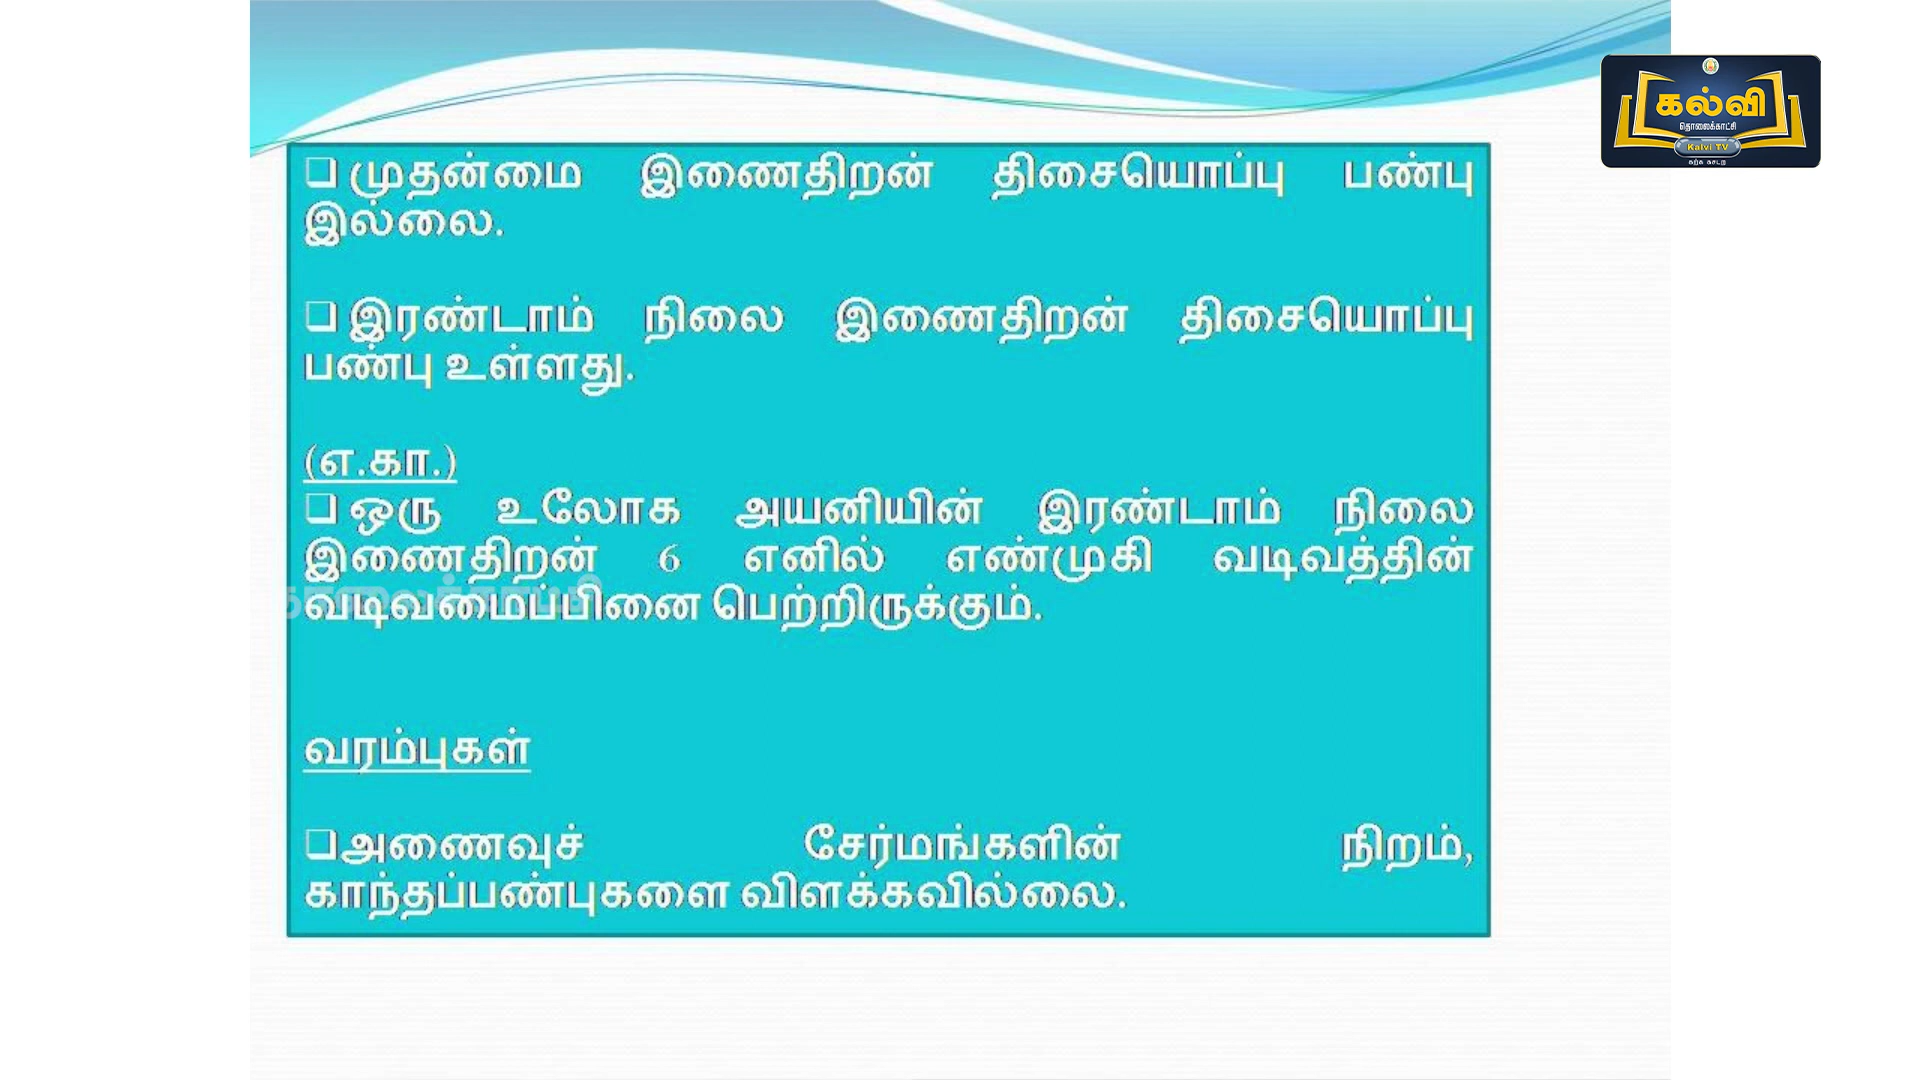 கல்வி
தொலைக்காட்சி
Kalvi TV
கற்க கசடற
❑ முதன்மை இணைதிறன் திசையொப்பு பண்பு
இல்லை.
❑ இரண்டாம் நிலை இணைதிறன் திசையொப்பு
பண்பு உள்ளது.
(எ.கா.)
❑ ஒரு உலோக அயனியின் இரண்டாம் நிலை
இணைதிறன் 6 எனில் எண்முகி வடிவத்தின்
வடிவமைப்பினை பெற்றிருக்கும்.
வரம்புகள்
❑அணைவுச் சேர்மங்களின் நிறம்,
காந்தப்பண்புகளை விளக்கவில்லை.